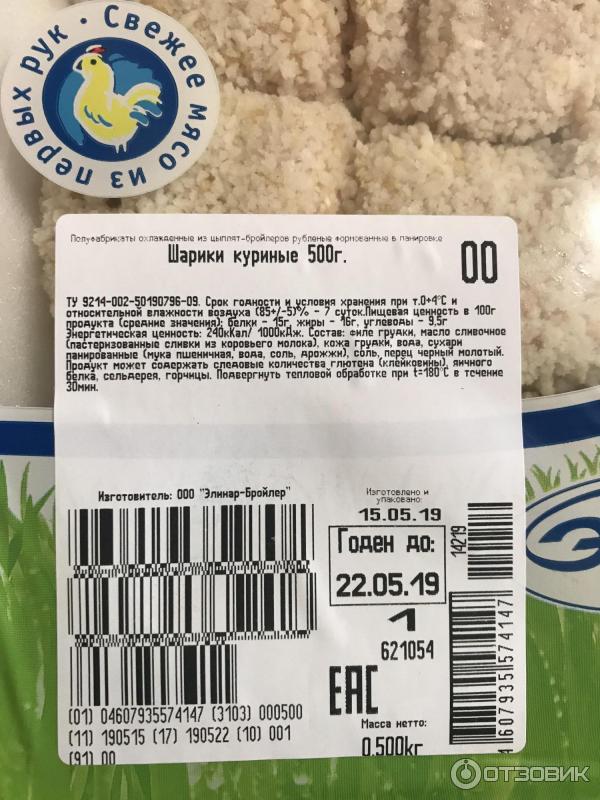 Свежее мясо из первых рук ·
Полуфабрикаты охлажденные из цыплят-бройлеров рубленые формованные в панировке
Шарики куриные 500г.
00
ТУ 9214-002-50190796-09. Срок годности и условия хранения при т.0+4°С и
относительной влажности воздуха (85+/-5)% - 7 суток.Пищевая ценность в 100г
продукта (средние значения): белки - 15г, жиры - 16г, углеводы - 9,5г
Энергетическая ценность: 240кКал/ 1000кДж. Состав: филе грудки, масло сливочное
(пастеризованные сливки из коровьего молока), кожа грудки, вода, сухари
панировочные (мука пшеничная, вода, соль, дрожжи), соль, перец черный молотый.
Продукт может содержать следовые количества глютена (клейковины), яичного
белка, сельдерея, горчицы. Подвергнуть тепловой обработке при t=180°С в течение
30мин.
Изготовитель: ООО "Элинар-Бройлер"
Изготовлено и
упаковано:
15.05.19
Годен до:
22.05.19
1
621054
14219
4607935574147
ЕАС
Масса нетто:
0.500кг
(01) 04607935574147 (3103) 000500
(11) 190515 (17) 190522 (10) 001
(91) 00
Э
ОТЗОВИК